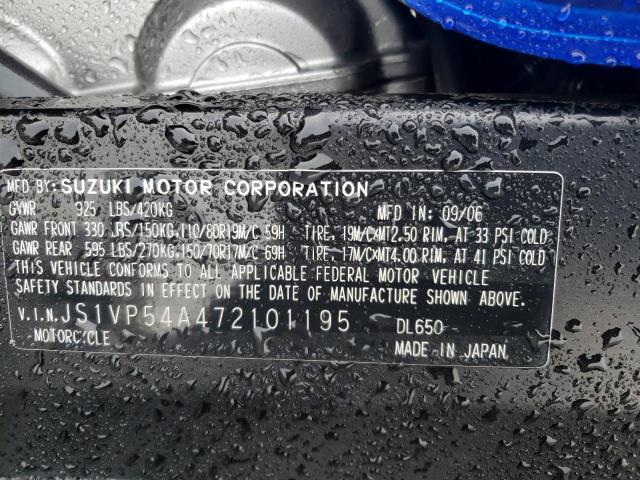 MFD BY: SUZUKI MOTOR CORPORATION
GVWR 925 LBS/420KG MFD IN: 09/06
GAWR FRONT 330 LBS/150KG,110/80R19M/C 59H TIRE, 19M/CXMT2.50 RIM, AT 33 PSI COLD
GAWR REAR 595 LBS/270KG,150/70R17M/C 69H TIRE, 17M/CXMT4.00 RIM, AT 41 PSI COLD
THIS VEHICLE CONFORMS TO ALL APPLICABLE FEDERAL MOTOR VEHICLE
SAFETY STANDARDS IN EFFECT ON THE DATE OF MANUFACTURE SHOWN ABOVE
V.I.N. JS1VP54A472101195 DL650
MOTORCYCLE MADE IN JAPAN